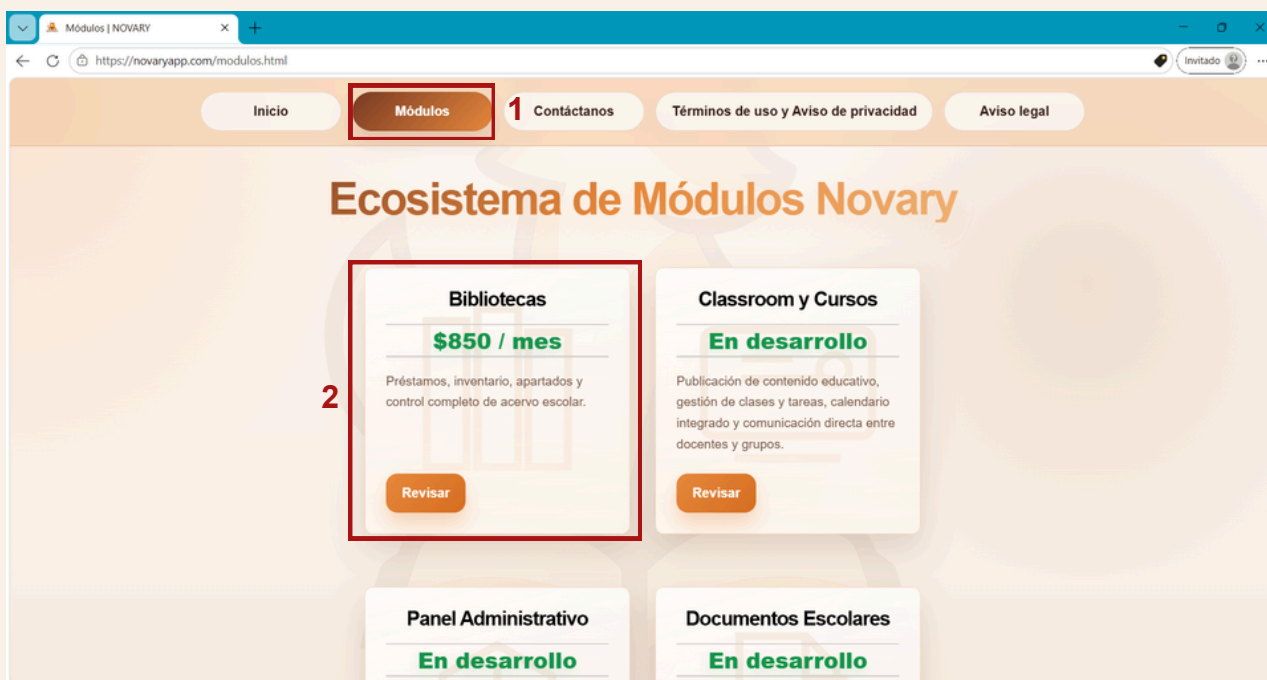 Módulos | NOVARY
https://novaryapp.com/modulos.html
Invitado
Inicio
Módulos
1
Contáctanos
Términos de uso y Aviso de privacidad
Aviso legal
Ecosistema de Módulos Novary
2
Bibliotecas
$850 / mes
Préstamos, inventario, apartados y
control completo de acervo escolar.
Revisar
Classroom y Cursos
En desarrollo
Publicación de contenido educativo,
gestión de clases y tareas, calendario
integrado y comunicación directa entre
docentes y grupos.
Revisar
Panel Administrativo
En desarrollo
Documentos Escolares
En desarrollo